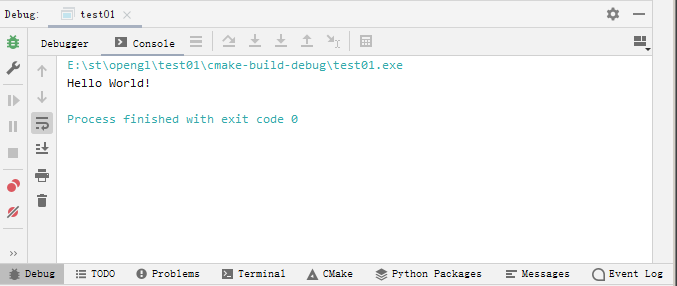 Debug: test01
Debugger Console
E:\st\opengl\test01\cmake-build-debug\test01.exe
Hello World!
Process finished with exit code 0
Debug TODO Problems Terminal CMake Python Packages Messages Event Log